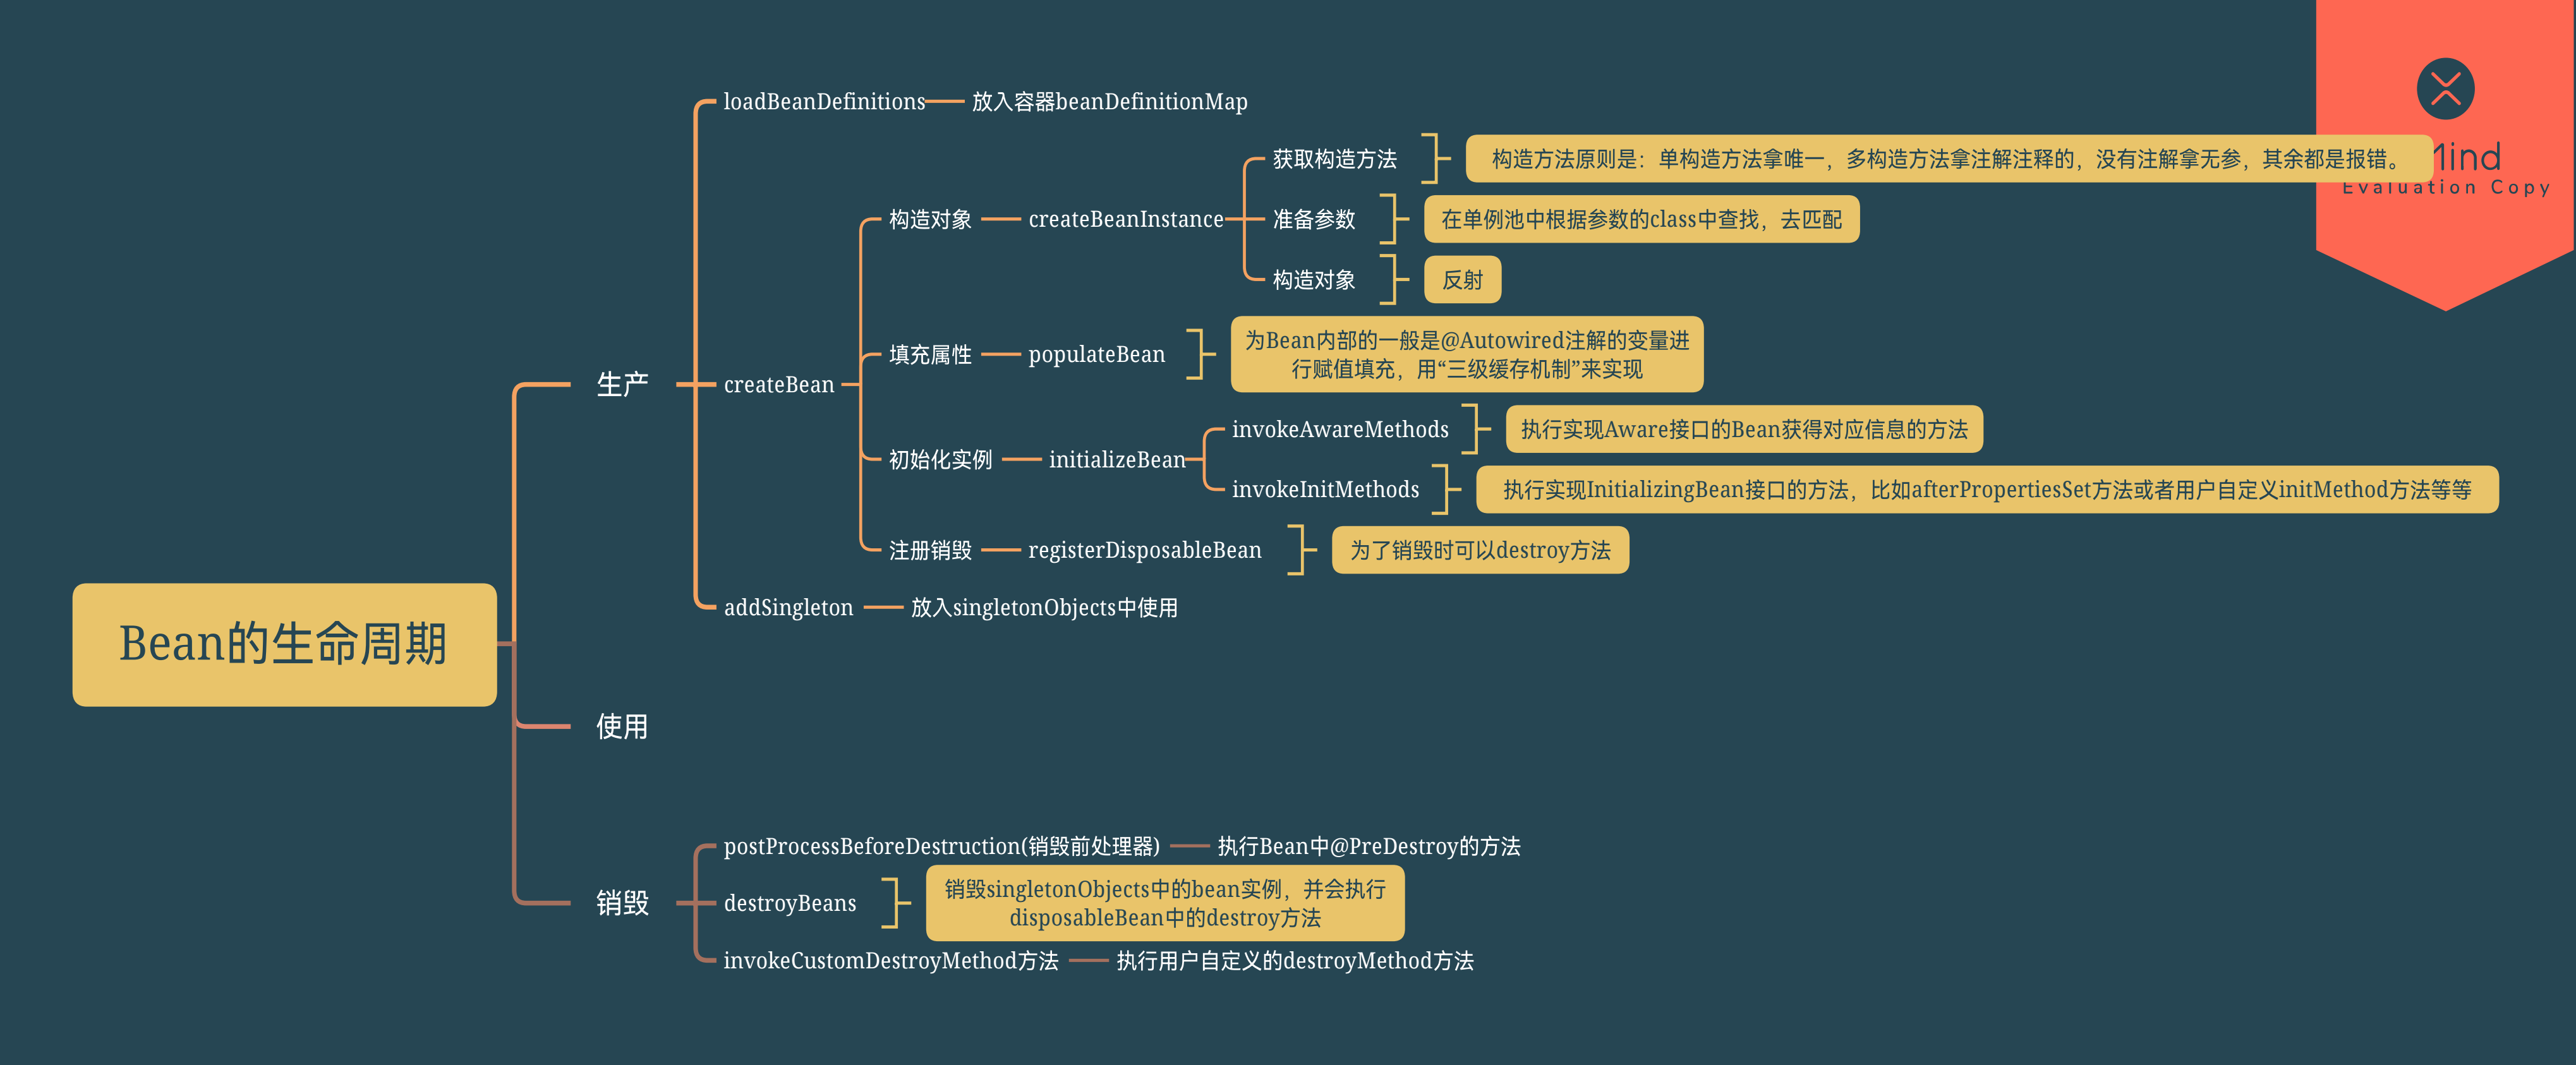 loadBeanDefinitions
放入容器beanDefinitionMap
获取构造方法
构造方法原则是：单构造方法拿唯一，多构造方法拿注解注释的，没有注解拿无参，其余都是报错。
Mind
Evaluation Copy
构造对象
createBeanInstance
准备参数
在单例池中根据参数的class中查找，去匹配
构造对象
反射
填充属性
populateBean
为Bean内部的一般是@Autowired注解的变量进
行赋值填充，用“三级缓存机制”来实现
生产
createBean
invokeAwareMethods
执行实现Aware接口的Bean获得对应信息的方法
初始化实例
initializeBean
invokeInitMethods
执行实现InitializingBean接口的方法，比如afterPropertiesSet方法或者用户自定义initMethod方法等等
注册销毁
registerDisposableBean
为了销毁时可以destroy方法
addSingleton
放入singletonObjects中使用
Bean的生命周期
使用
postProcessBeforeDestruction(销毁前处理器)
执行Bean中@PreDestroy的方法
销毁
destroyBeans
销毁singletonObjects中的bean实例，并会执行
disposableBean中的destroy方法
invokeCustomDestroyMethod方法
执行用户自定义的destroyMethod方法